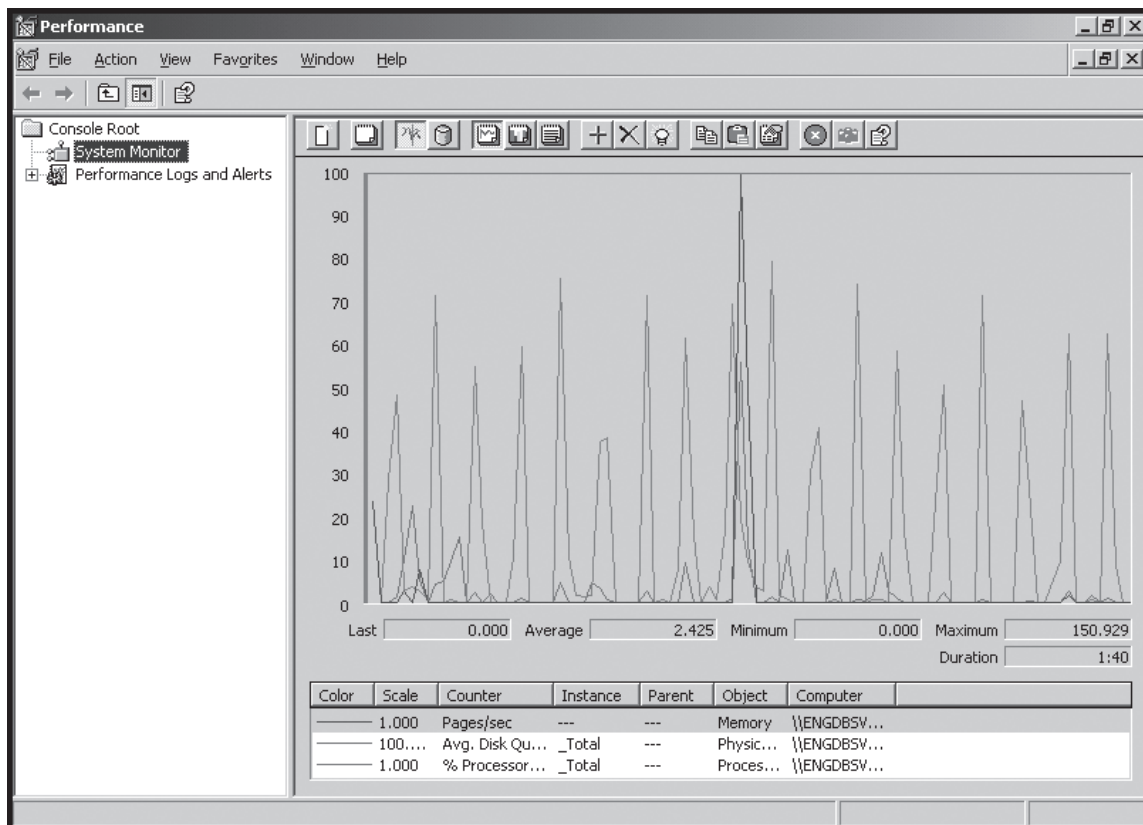 Performance
File Action View Favorites Window Help
Console Root
System Monitor
Performance Logs and Alerts
100
90
80
70
60
50
40
30
20
10
0
Last 0.000 Average 2.425 Minimum 0.000 Maximum 150.929
Duration 1:40
Color Scale Counter Instance Parent Object Computer
1.000 Pages/sec --- --- Memory \\ENGDBSV...
100.... Avg. Disk Qu... _Total --- Physic... \\ENGDBSV...
1.000 % Processor... _Total --- Proces... \\ENGDBSV...